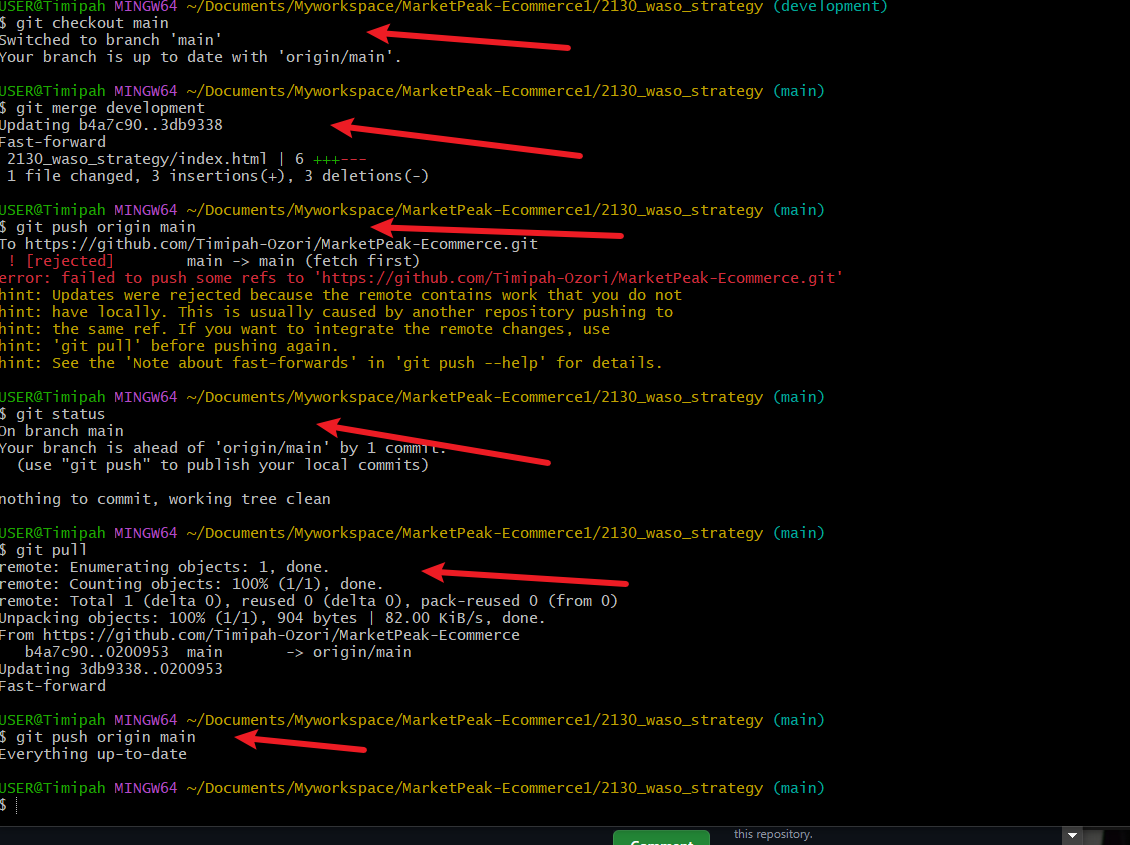 USER@Timipah MINGW64 ~/Documents/Myworkspace/MarketPeak-Ecommerce1/2130_waso_strategy (development)
$ git checkout main
Switched to branch 'main'
Your branch is up to date with 'origin/main'.
USER@Timipah MINGW64 ~/Documents/Myworkspace/MarketPeak-Ecommerce1/2130_waso_strategy (main)
$ git merge development
Updating b4a7c90..3db9338
Fast-forward
2130_waso_strategy/index.html | 6 +++---
1 file changed, 3 insertions(+), 3 deletions(-)
USER@Timipah MINGW64 ~/Documents/Myworkspace/MarketPeak-Ecommerce1/2130_waso_strategy (main)
$ git push origin main
To https://github.com/Timipah-Ozori/MarketPeak-Ecommerce.git
! [rejected]        main -> main (fetch first)
error: failed to push some refs to 'https://github.com/Timipah-Ozori/MarketPeak-Ecommerce.git'
hint: Updates were rejected because the remote contains work that you do not
hint: have locally. This is usually caused by another repository pushing to
hint: the same ref. If you want to integrate the remote changes, use
hint: 'git pull' before pushing again.
hint: See the 'Note about fast-forwards' in 'git push --help' for details.
USER@Timipah MINGW64 ~/Documents/Myworkspace/MarketPeak-Ecommerce1/2130_waso_strategy (main)
$ git status
On branch main
Your branch is ahead of 'origin/main' by 1 commit.
(use "git push" to publish your local commits)
nothing to commit, working tree clean
USER@Timipah MINGW64 ~/Documents/Myworkspace/MarketPeak-Ecommerce1/2130_waso_strategy (main)
$ git pull
remote: Enumerating objects: 1, done.
remote: Counting objects: 100% (1/1), done.
remote: Total 1 (delta 0), reused 0 (delta 0), pack-reused 0 (from 0)
Unpacking objects: 100% (1/1), 904 bytes | 82.00 KiB/s, done.
From https://github.com/Timipah-Ozori/MarketPeak-Ecommerce
b4a7c90..0200953  main       -> origin/main
Updating 3db9338..0200953
Fast-forward
USER@Timipah MINGW64 ~/Documents/Myworkspace/MarketPeak-Ecommerce1/2130_waso_strategy (main)
$ git push origin main
Everything up-to-date
USER@Timipah MINGW64 ~/Documents/Myworkspace/MarketPeak-Ecommerce1/2130_waso_strategy (main)
$
this repository.
Comment